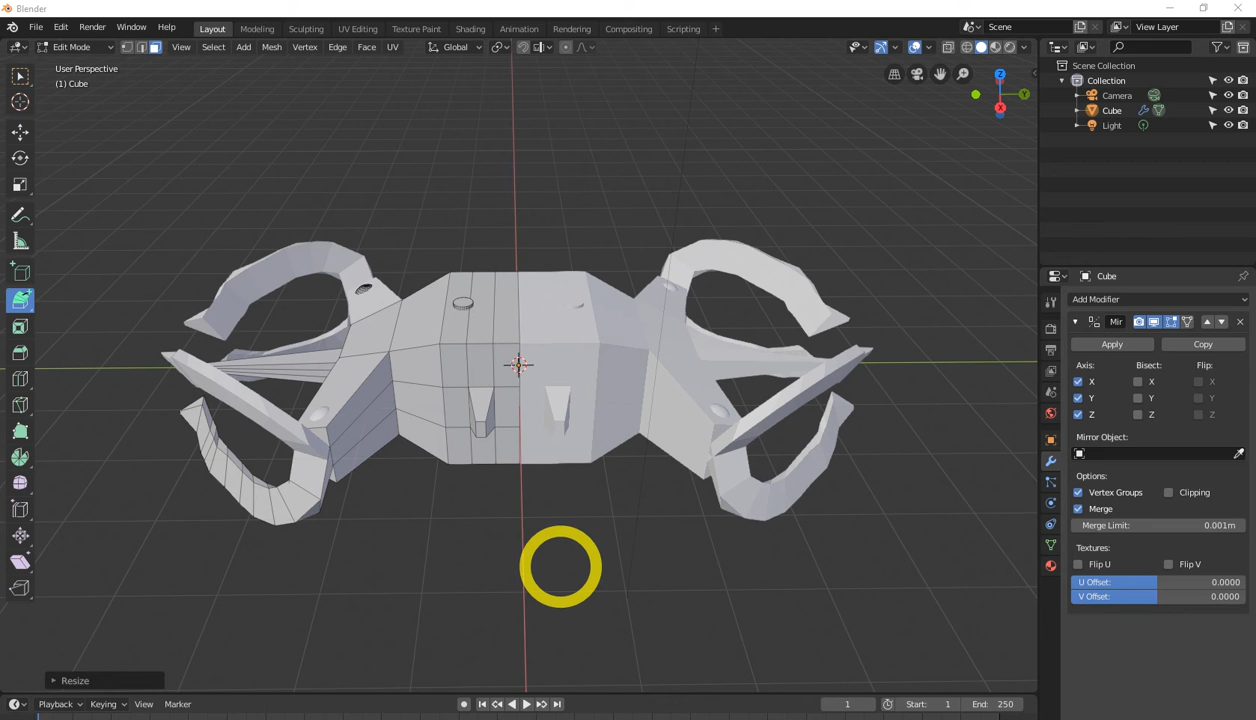 Blender
File Edit Render Window Help Layout Modeling Sculpting UV Editing Texture Paint Shading Animation Rendering Compositing Scripting + Scene View Layer
Edit Mode View Select Add Mesh Vertex Edge Face UV Global
User Perspective
(1) Cube
Z
Y
X
Scene Collection
Collection
Camera
Cube
Light
Cube
Add Modifier
Mir
Apply Copy
Axis: Bisect: Flip:
X X X
Y Y Y
Z Z Z
Mirror Object:
Options:
Vertex Groups Clipping
Merge
Merge Limit: 0.001m
Textures:
Flip U Flip V
U Offset: 0.0000
V Offset: 0.0000
Resize
Playback Keying View Marker 1 Start: 1 End: 250